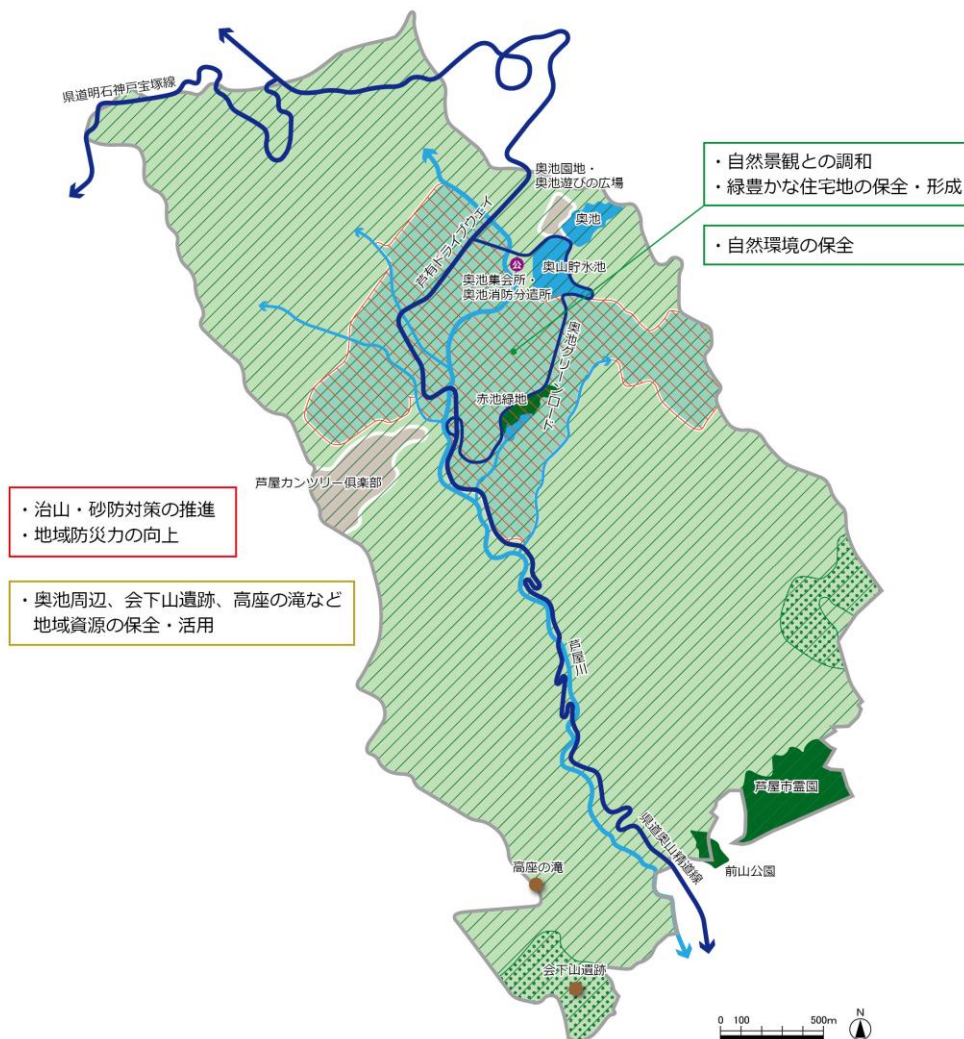 県道明石神戸宝塚線
芦有ドライブウェイ
奥池園地・
奥池遊びの広場
奥池
・自然景観との調和
・緑豊かな住宅地の保全・形成
・自然環境の保全
公
奥山貯水池
奥池集会所・
奥池消防分遣所
奥池グリーンロード
赤池緑地
芦屋カンツリー倶楽部
・治山・砂防対策の推進
・地域防災力の向上
・奥池周辺、会下山遺跡、高座の滝など
地域資源の保全・活用
芦屋川
芦屋市霊園
県道奥山精道線
前山公園
高座の滝
会下山遺跡
0 100 500m
N